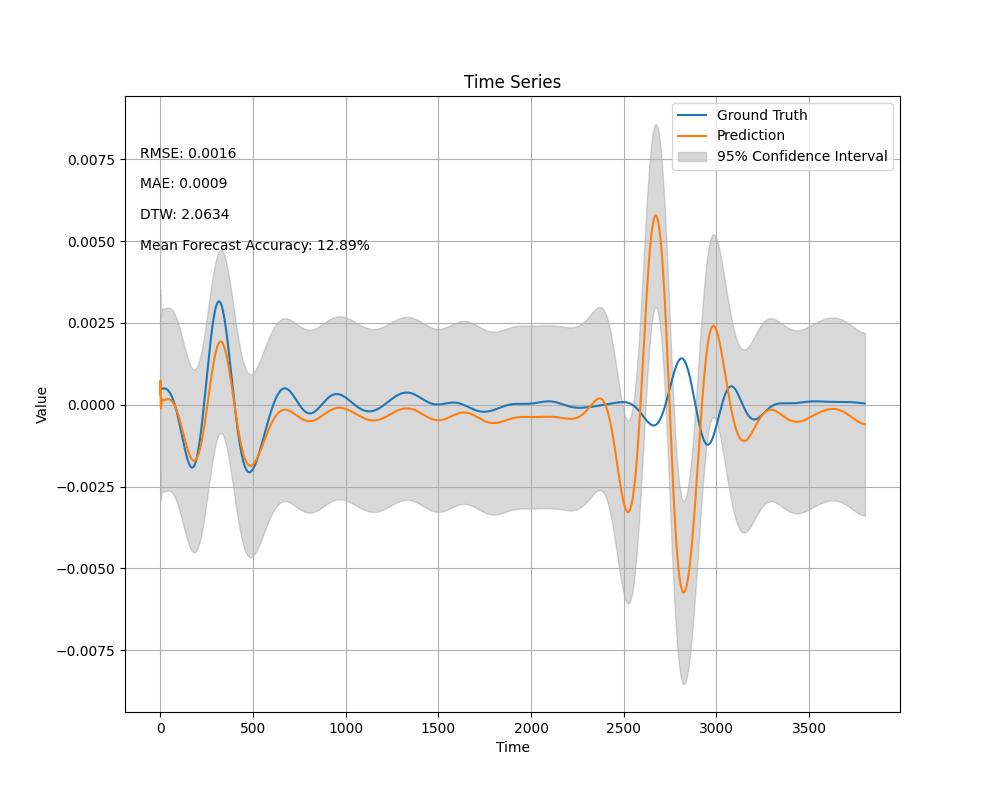 Time Series
Ground Truth
Prediction
95% Confidence Interval
RMSE: 0.0016
MAE: 0.0009
DTW: 2.0634
Mean Forecast Accuracy: 12.89%
0.0075
0.0050
0.0025
0.0000
−0.0025
−0.0050
−0.0075
Value
0 500 1000 1500 2000 2500 3000 3500
Time